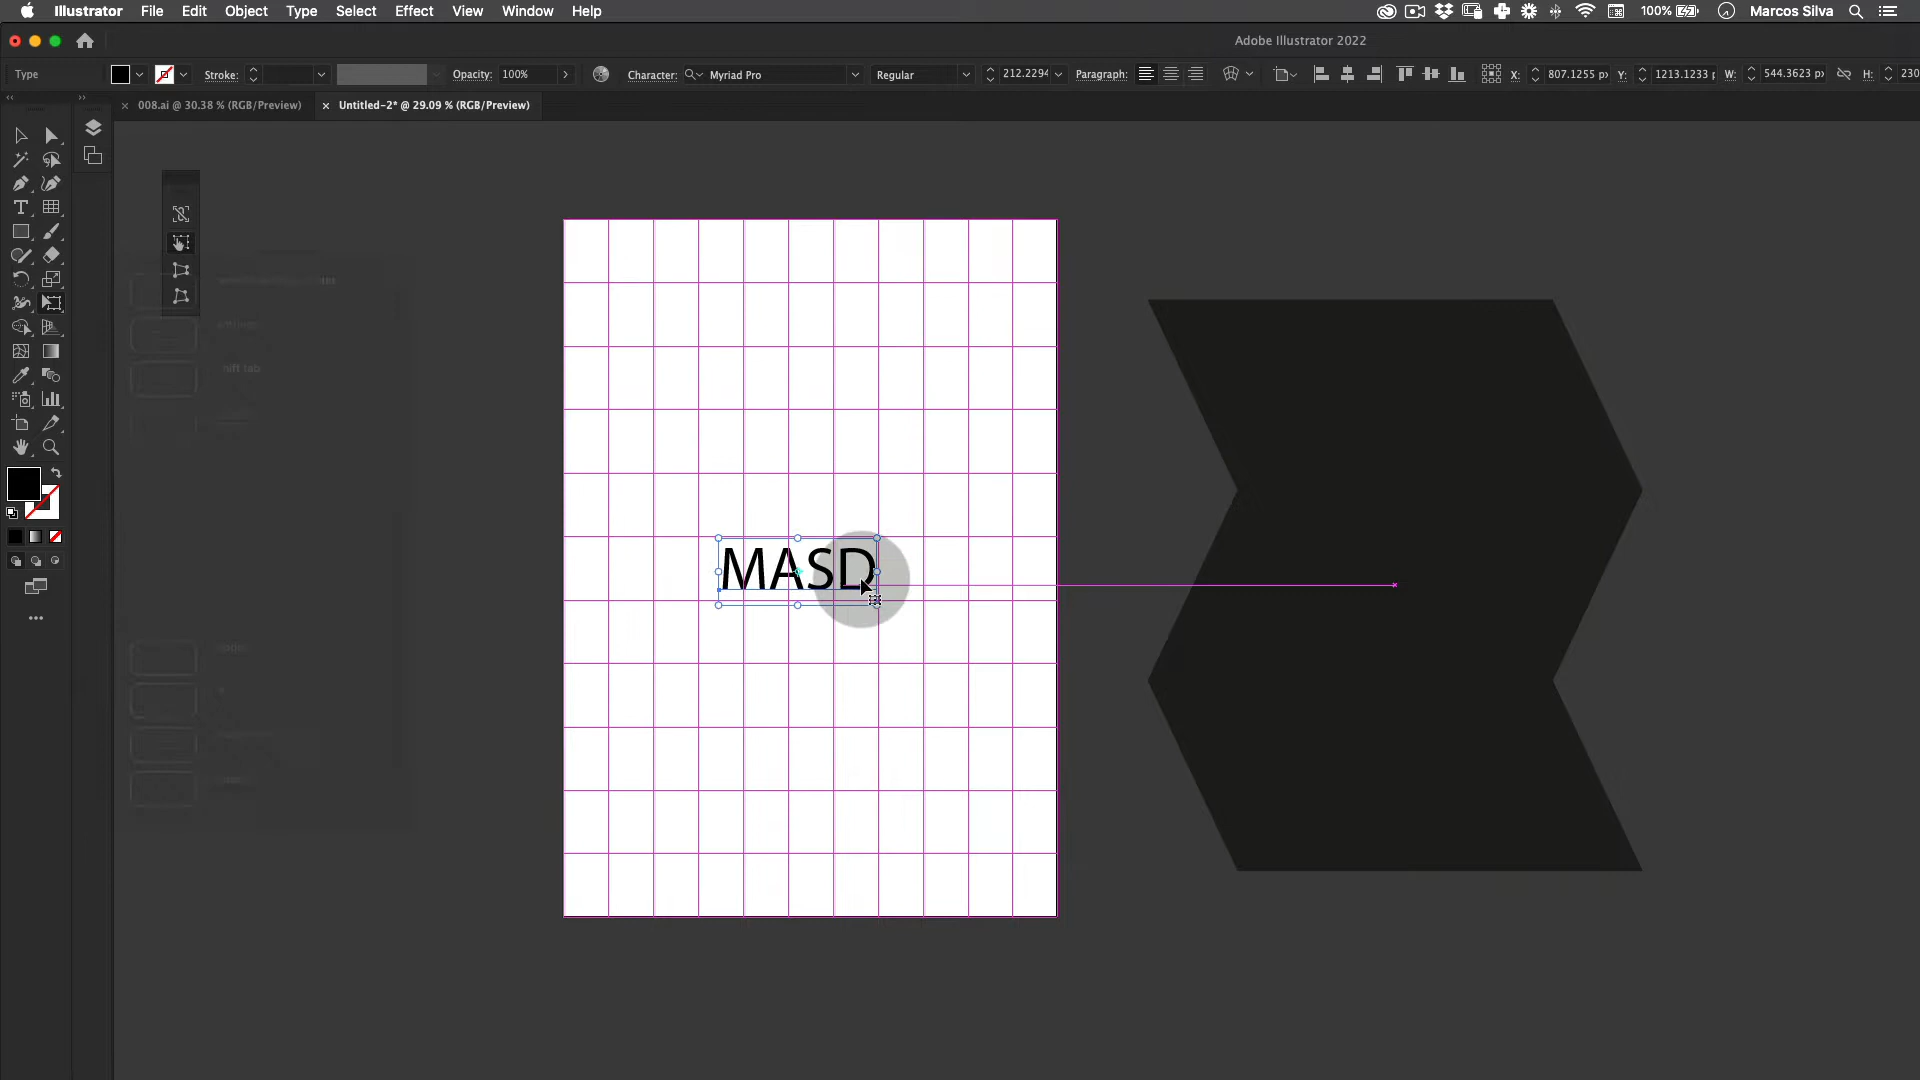 Illustrator File Edit Object Type Select Effect View Window Help 100% Marcos Silva
Adobe Illustrator 2022
Type Stroke: Opacity: 100% Character: Myriad Pro Regular 212.2294 Paragraph: X: 807.1255 px Y: 1213.1233 p W: 544.3623 px H: 230
008.ai @ 30.38 % (RGB/Preview) Untitled-2* @ 29.09 % (RGB/Preview)
MASD